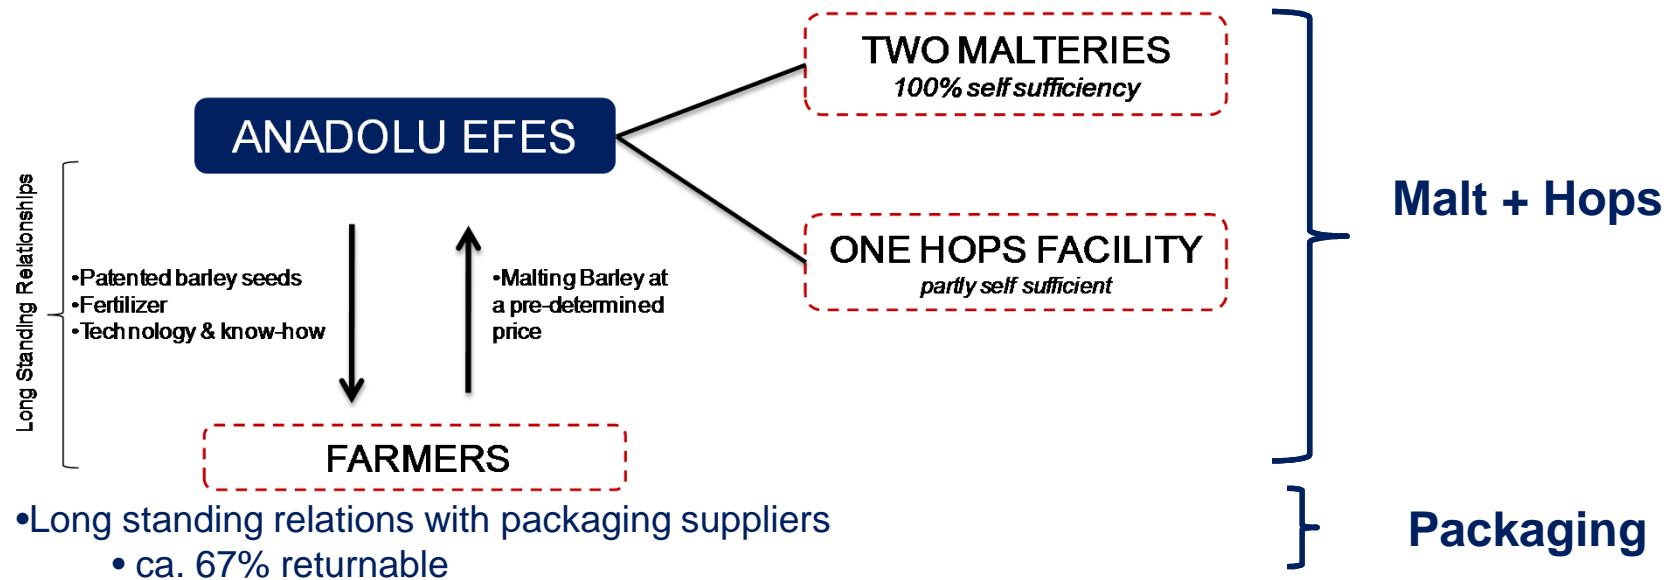 TWO MALTERIES
100% self sufficiency
ANADOLU EFES
Malt + Hops
ONE HOPS FACILITY
partly self sufficient
Long Standing Relationships
•Patented barley seeds
•Fertilizer
•Technology & know-how
•Malting Barley at
a pre-determined
price
FARMERS
•Long standing relations with packaging suppliers
• ca. 67% returnable
Packaging